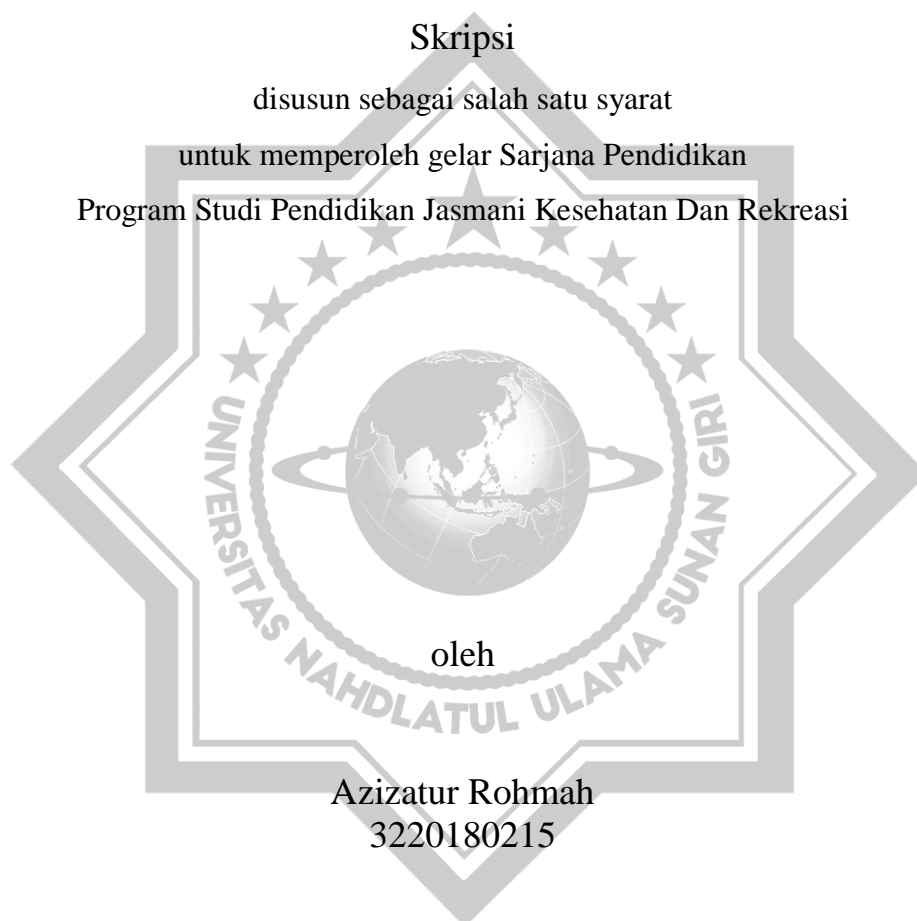 Skripsi
disusun sebagai salah satu syarat
untuk memperoleh gelar Sarjana Pendidikan
Program Studi Pendidikan Jasmani Kesehatan Dan Rekreasi
UNIVERSITAS NAHDLATUL ULAMA SUNAN GIRI
oleh
Azizatur Rohmah
3220180215